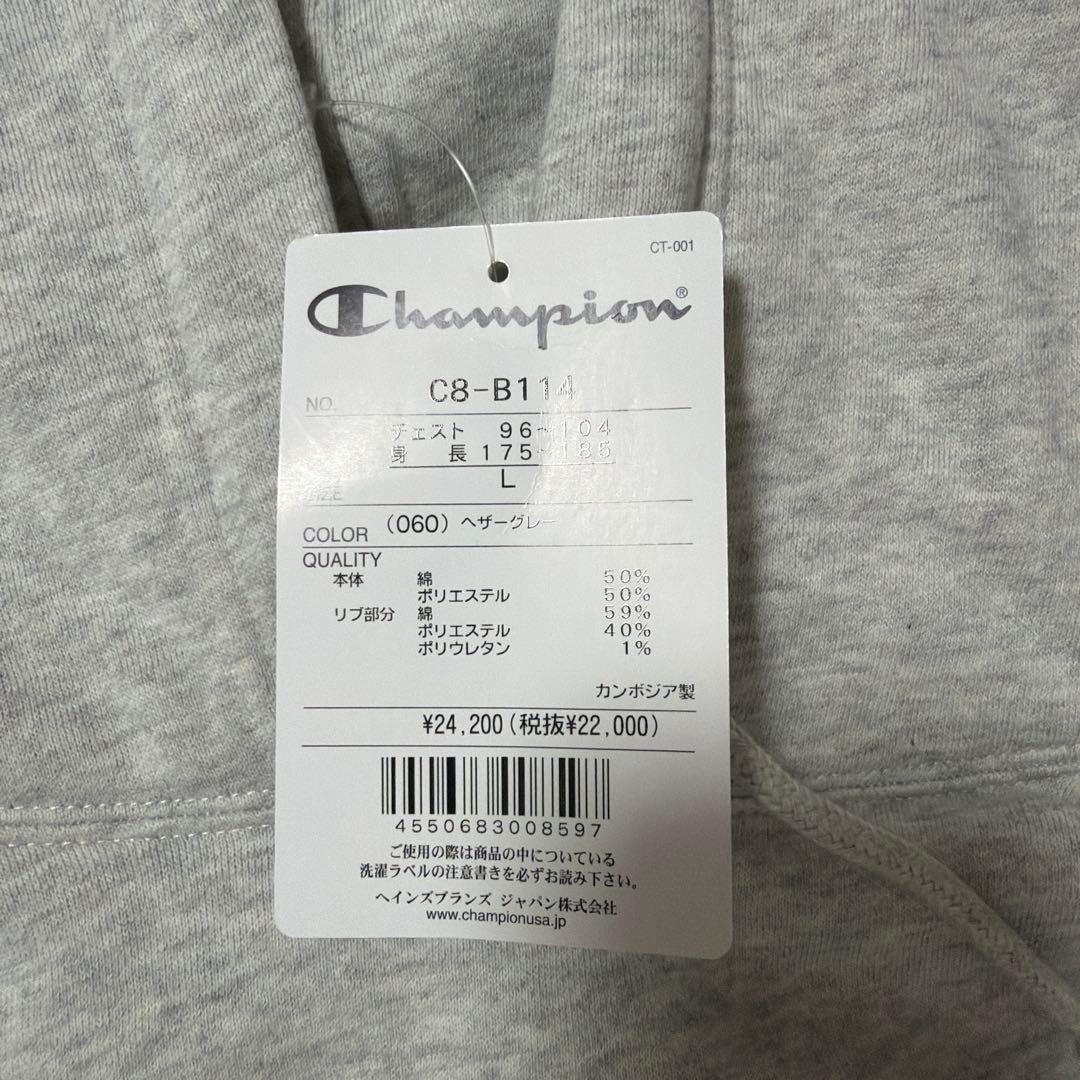 CT-001
Champion®
NO. C8-B114
チェスト 96~104
身 長 175~185
SIZE L
COLOR (060) ヘザーグレー
QUALITY
本体 綿 50%
ポリエステル 50%
リブ部分 綿 59%
ポリエステル 40%
ポリウレタン 1%
カンボジア製
¥24,200(税抜¥22,000)
4550683008597
ご使用の際は商品の中についている
洗濯ラベルの注意書きを必ずお読み下さい。
ヘインズブランズ ジャパン株式会社
www.championusa.jp